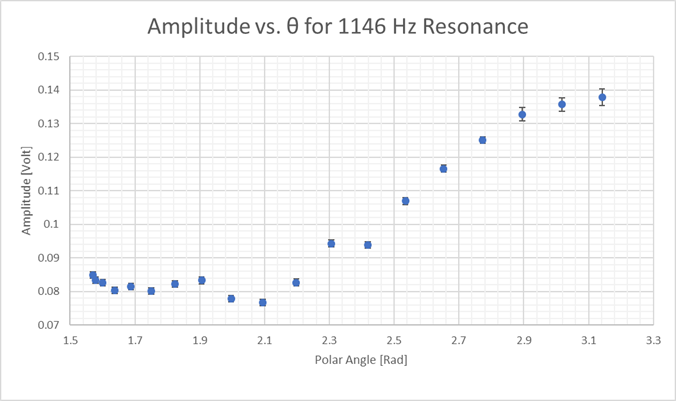 Amplitude vs. θ for 1146 Hz Resonance
0.15
0.14
0.13
0.12
0.11
0.1
0.09
0.08
0.07
Amplitude [Volt]
1.5 1.7 1.9 2.1 2.3 2.5 2.7 2.9 3.1 3.3
Polar Angle [Rad]